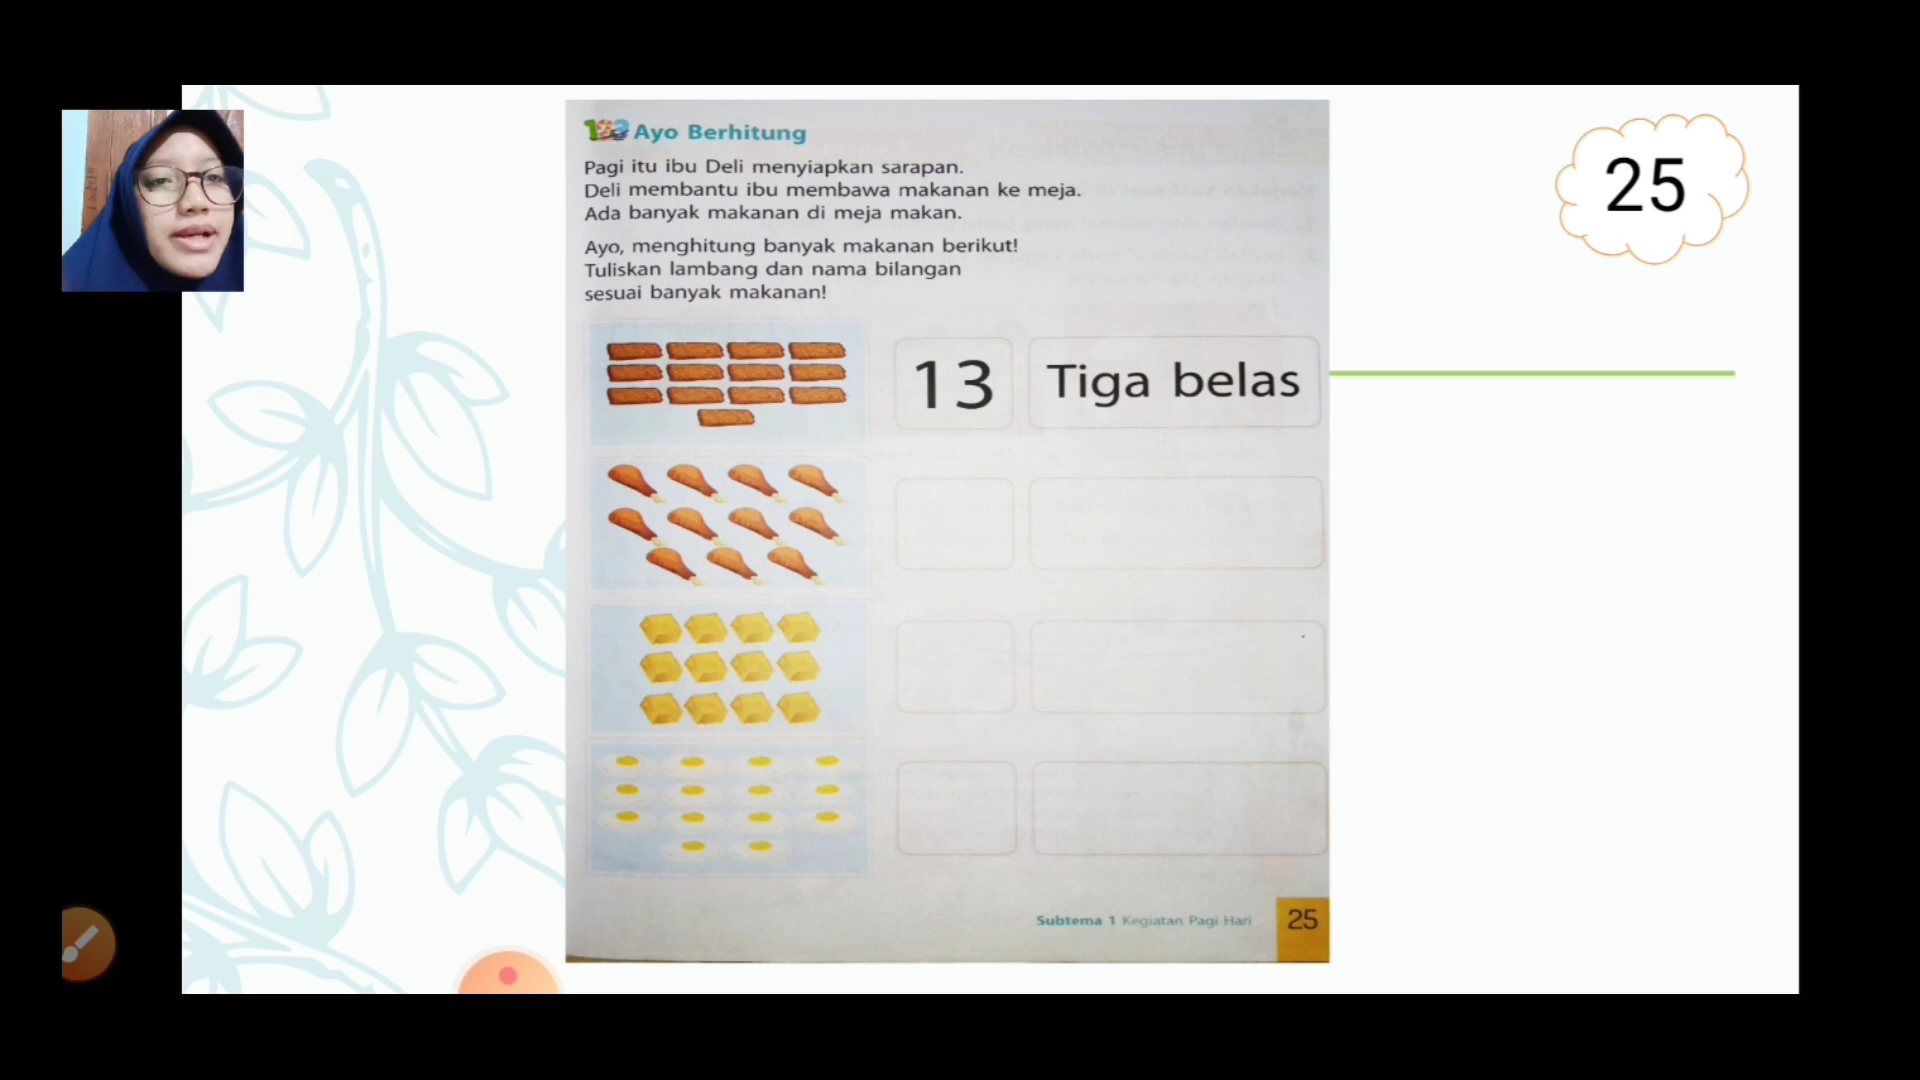 25
123 Ayo Berhitung
Pagi itu ibu Deli menyiapkan sarapan.
Deli membantu ibu membawa makanan ke meja.
Ada banyak makanan di meja makan.
Ayo, menghitung banyak makanan berikut!
Tuliskan lambang dan nama bilangan
sesuai banyak makanan!
13 Tiga belas
Subtema 1 Kegiatan Pagi Hari 25